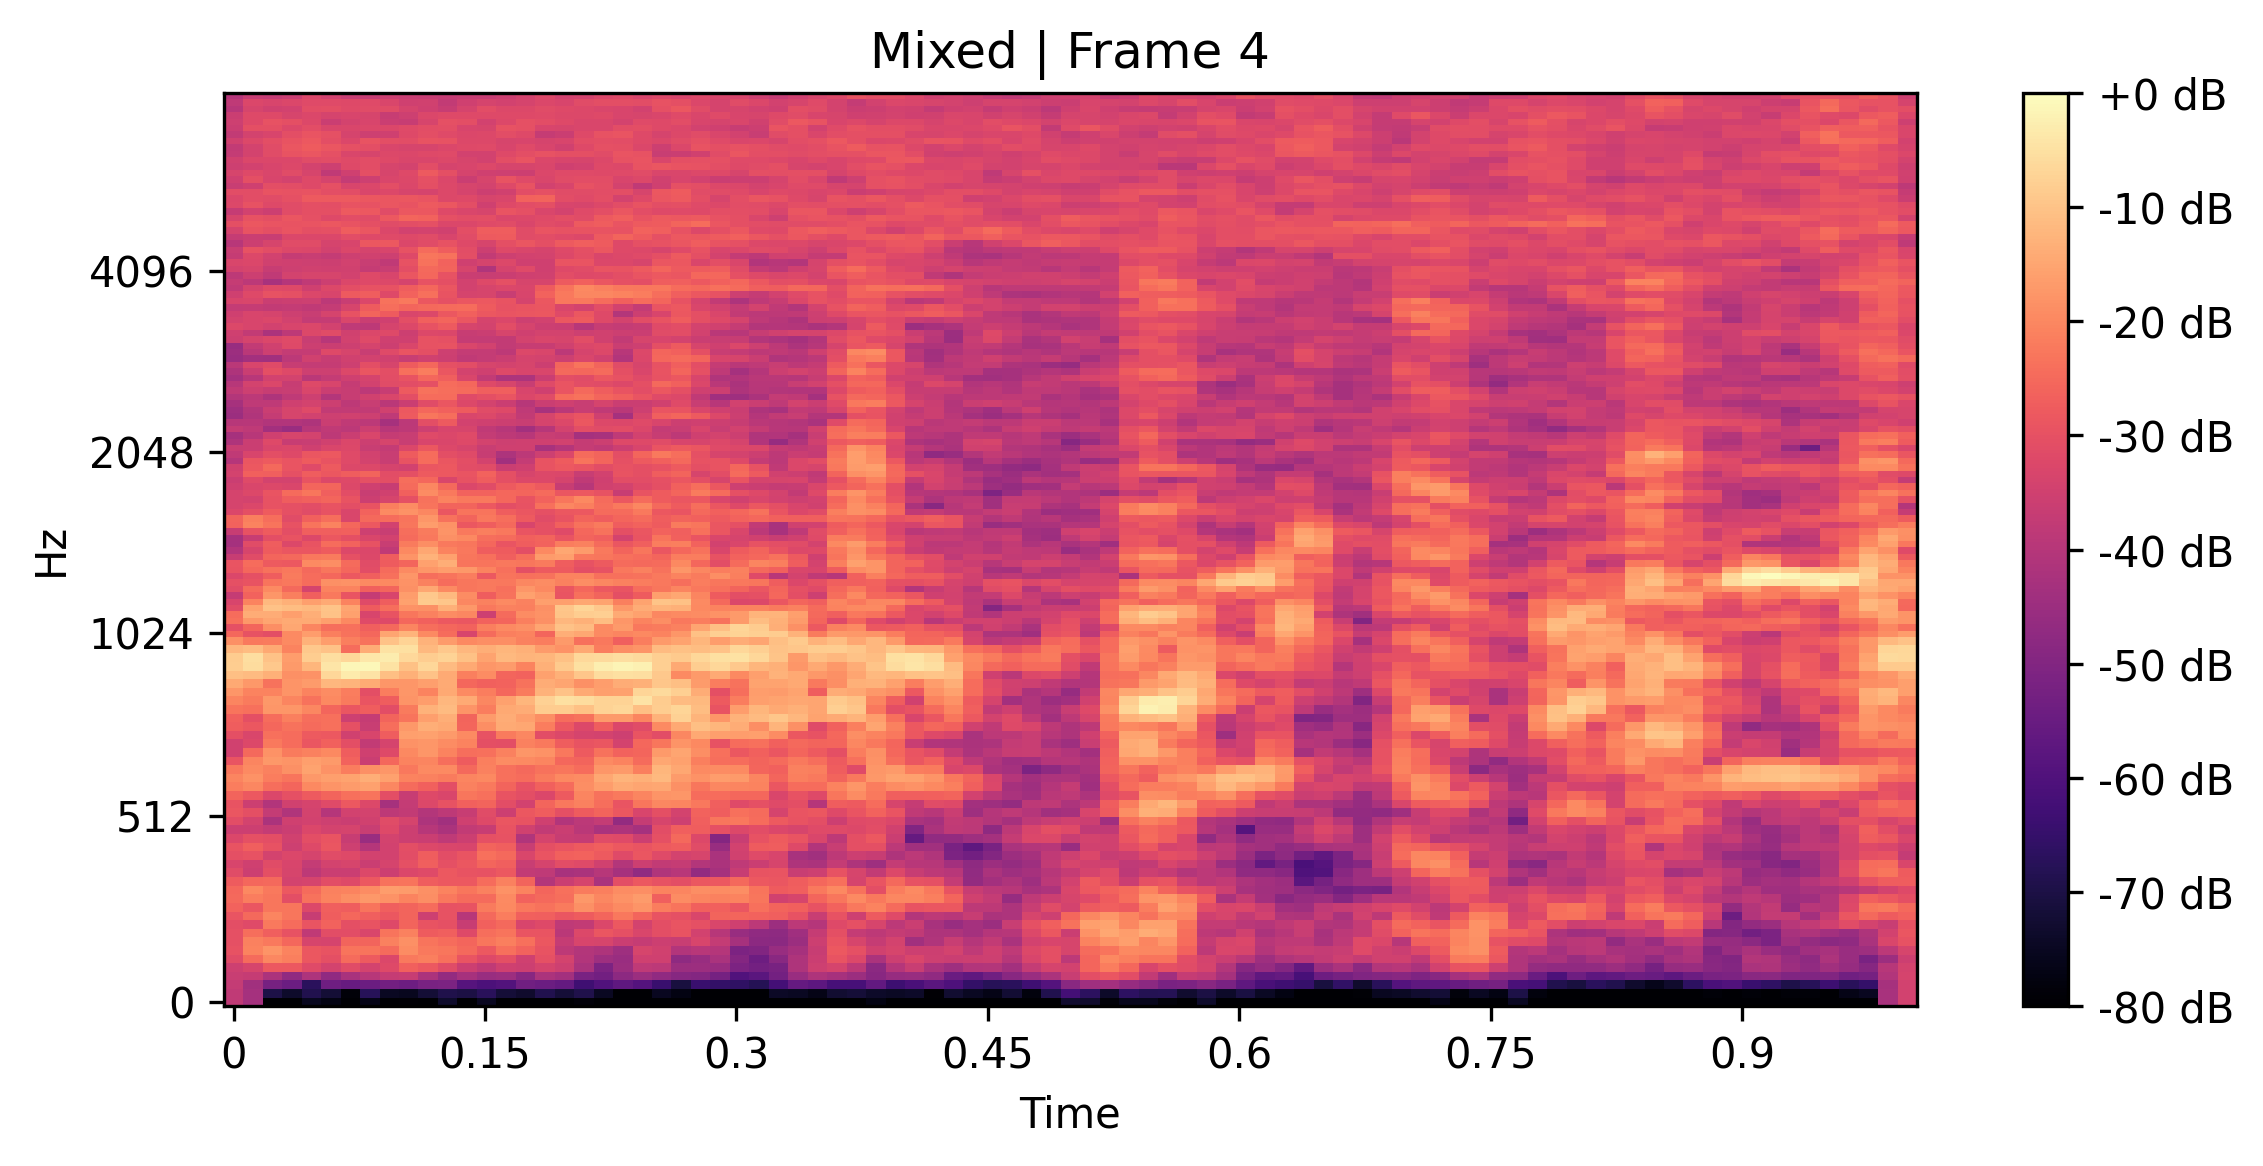 Mixed | Frame 4
+0 dB
-10 dB
-20 dB
-30 dB
-40 dB
-50 dB
-60 dB
-70 dB
-80 dB
Hz
4096
2048
1024
512
0
0 0.15 0.3 0.45 0.6 0.75 0.9
Time